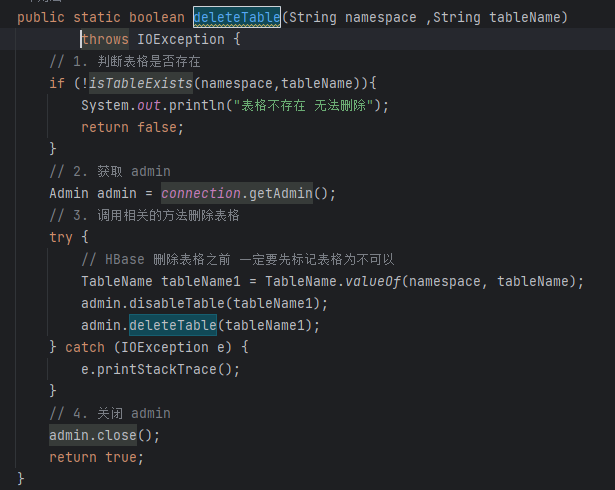 public static boolean deleteTable(String namespace ,String tableName)
throws IOException {
// 1. 判断表格是否存在
if (!isTableExists(namespace,tableName)){
System.out.println("表格不存在 无法删除");
return false;
}
// 2. 获取 admin
Admin admin = connection.getAdmin();
// 3. 调用相关的方法删除表格
try {
// HBase 删除表格之前 一定要先标记表格为不可以
TableName tableName1 = TableName.valueOf(namespace, tableName);
admin.disableTable(tableName1);
admin.deleteTable(tableName1);
} catch (IOException e) {
e.printStackTrace();
}
// 4. 关闭 admin
admin.close();
return true;
}